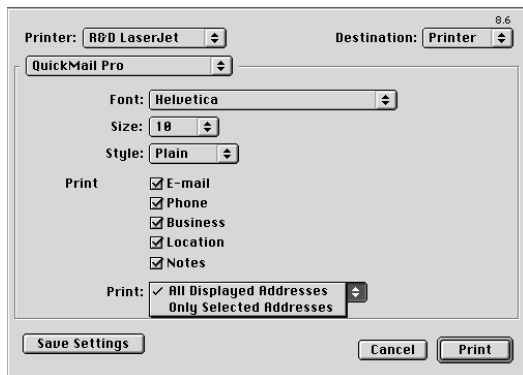 8.6
Printer: R&D LaserJet Destination: Printer
QuickMail Pro
Font: Helvetica
Size: 10
Style: Plain
Print E-mail
Phone
Business
Location
Notes
Print: All Displayed Addresses
Only Selected Addresses
Save Settings Cancel Print